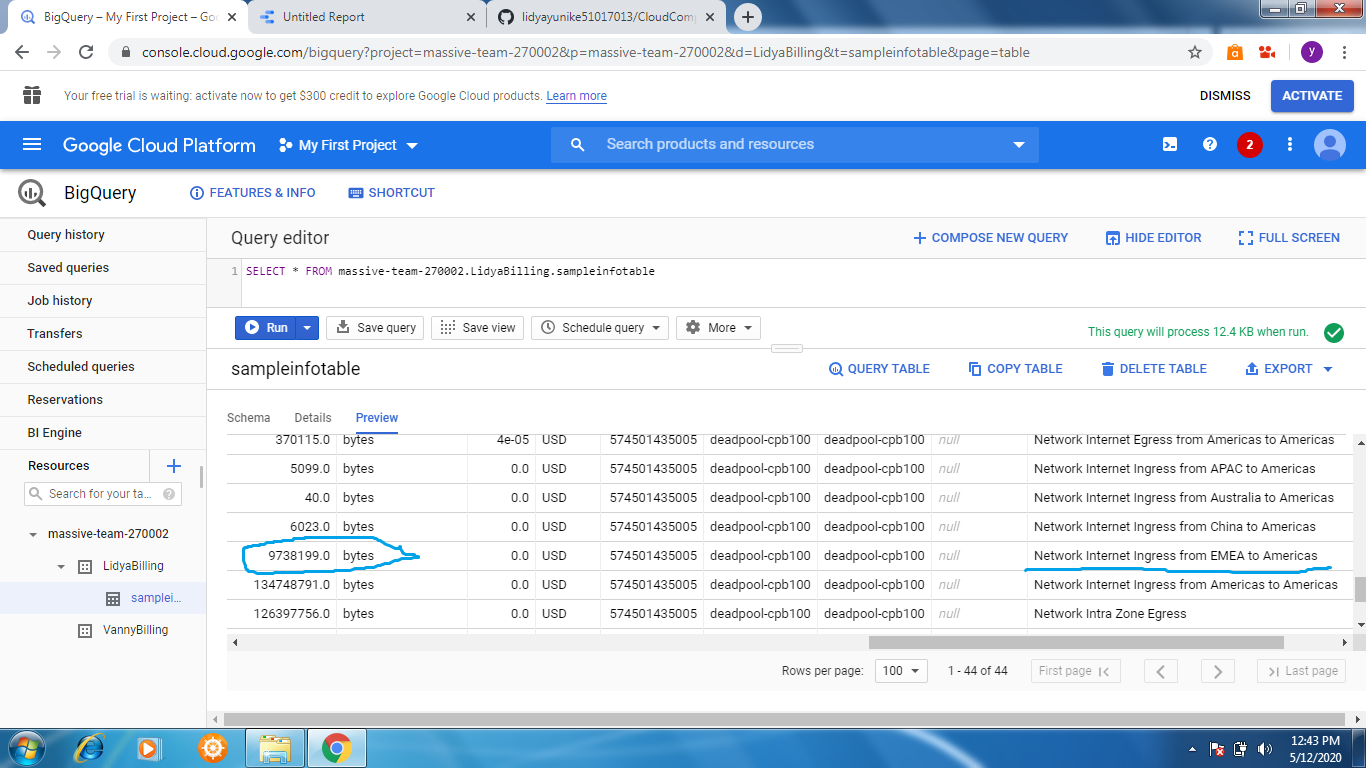 BigQuery – My First Project – Goo
Untitled Report
lidyayunike51017013/CloudComp
console.cloud.google.com/bigquery?project=massive-team-270002&p=massive-team-270002&d=LidyaBilling&t=sampleinfotable&page=table
y
Your free trial is waiting: activate now to get $300 credit to explore Google Cloud products. Learn more
DISMISS
ACTIVATE
Google Cloud Platform
My First Project
Search products and resources
2
BigQuery
FEATURES & INFO
SHORTCUT
Query history
Saved queries
Job history
Transfers
Scheduled queries
Reservations
BI Engine
Resources
Search for your ta...
massive-team-270002
LidyaBilling
samplei...
VannyBilling
Query editor
COMPOSE NEW QUERY
HIDE EDITOR
FULL SCREEN
1 SELECT * FROM massive-team-270002.LidyaBilling.sampleinfotable
Run
Save query
Save view
Schedule query
More
This query will process 12.4 KB when run.
sampleinfotable
QUERY TABLE
COPY TABLE
DELETE TABLE
EXPORT
Schema Details Preview
370115.0 bytes 4e-05 USD 574501435005 deadpool-cpb100 deadpool-cpb100 null Network Internet Egress from Americas to Americas
5099.0 bytes 0.0 USD 574501435005 deadpool-cpb100 deadpool-cpb100 null Network Internet Ingress from APAC to Americas
40.0 bytes 0.0 USD 574501435005 deadpool-cpb100 deadpool-cpb100 null Network Internet Ingress from Australia to Americas
6023.0 bytes 0.0 USD 574501435005 deadpool-cpb100 deadpool-cpb100 null Network Internet Ingress from China to Americas
9738199.0 bytes 0.0 USD 574501435005 deadpool-cpb100 deadpool-cpb100 null Network Internet Ingress from EMEA to Americas
134748791.0 bytes 0.0 USD 574501435005 deadpool-cpb100 deadpool-cpb100 null Network Internet Ingress from Americas to Americas
126397756.0 bytes 0.0 USD 574501435005 deadpool-cpb100 deadpool-cpb100 null Network Intra Zone Egress
Rows per page: 100 1 - 44 of 44 First page Last page
12:43 PM
5/12/2020